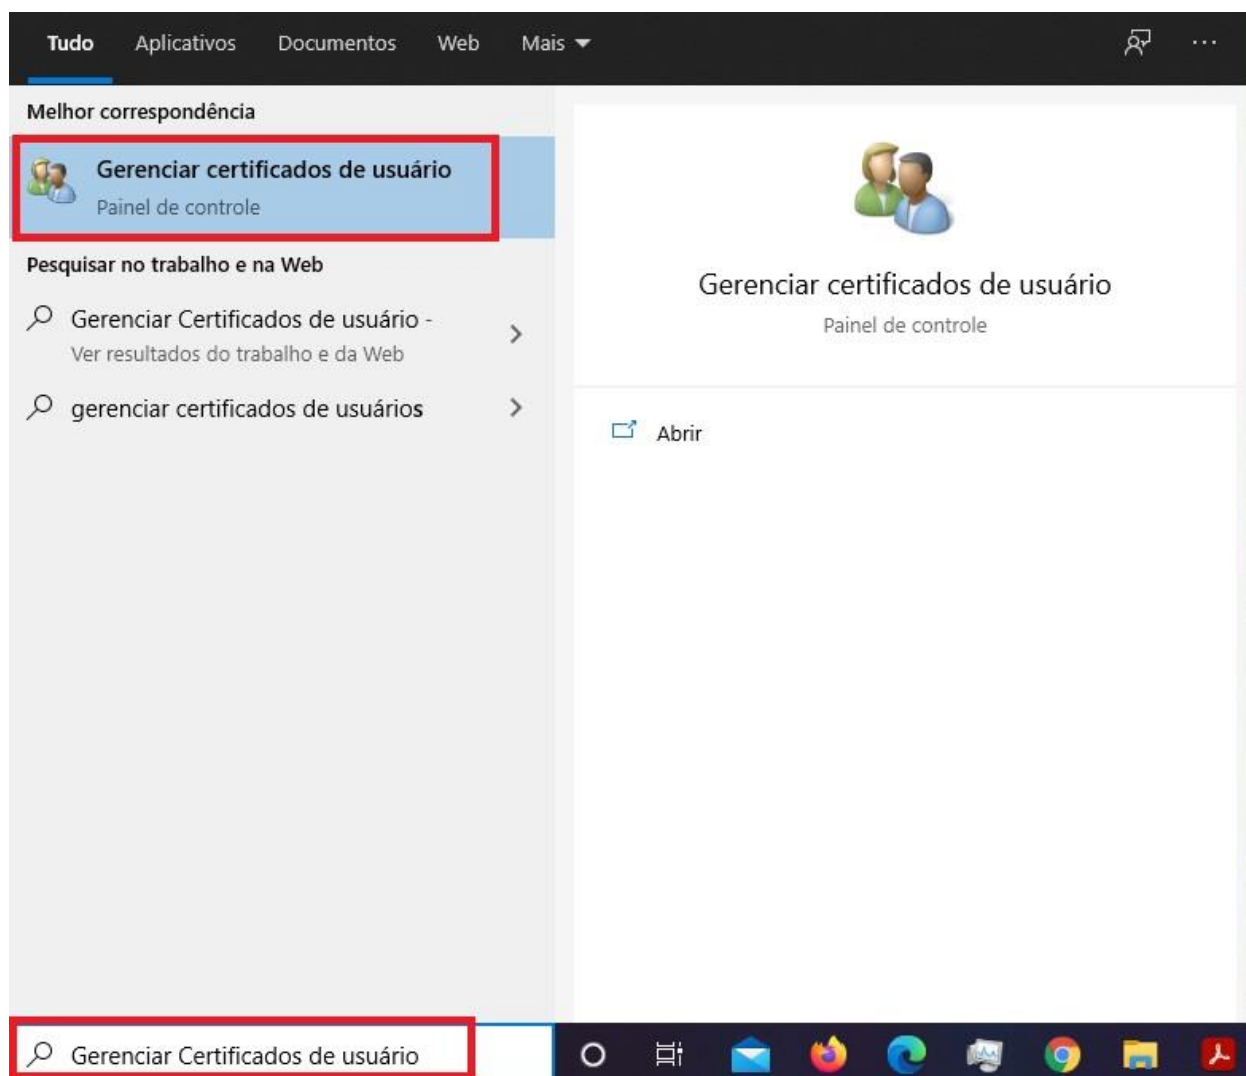 Tudo Aplicativos Documentos Web Mais
Melhor correspondência
Gerenciar certificados de usuário
Painel de controle
Pesquisar no trabalho e na Web
Gerenciar Certificados de usuário -
Ver resultados do trabalho e da Web
gerenciar certificados de usuários
Gerenciar certificados de usuário
Painel de controle
Abrir
Gerenciar Certificados de usuário